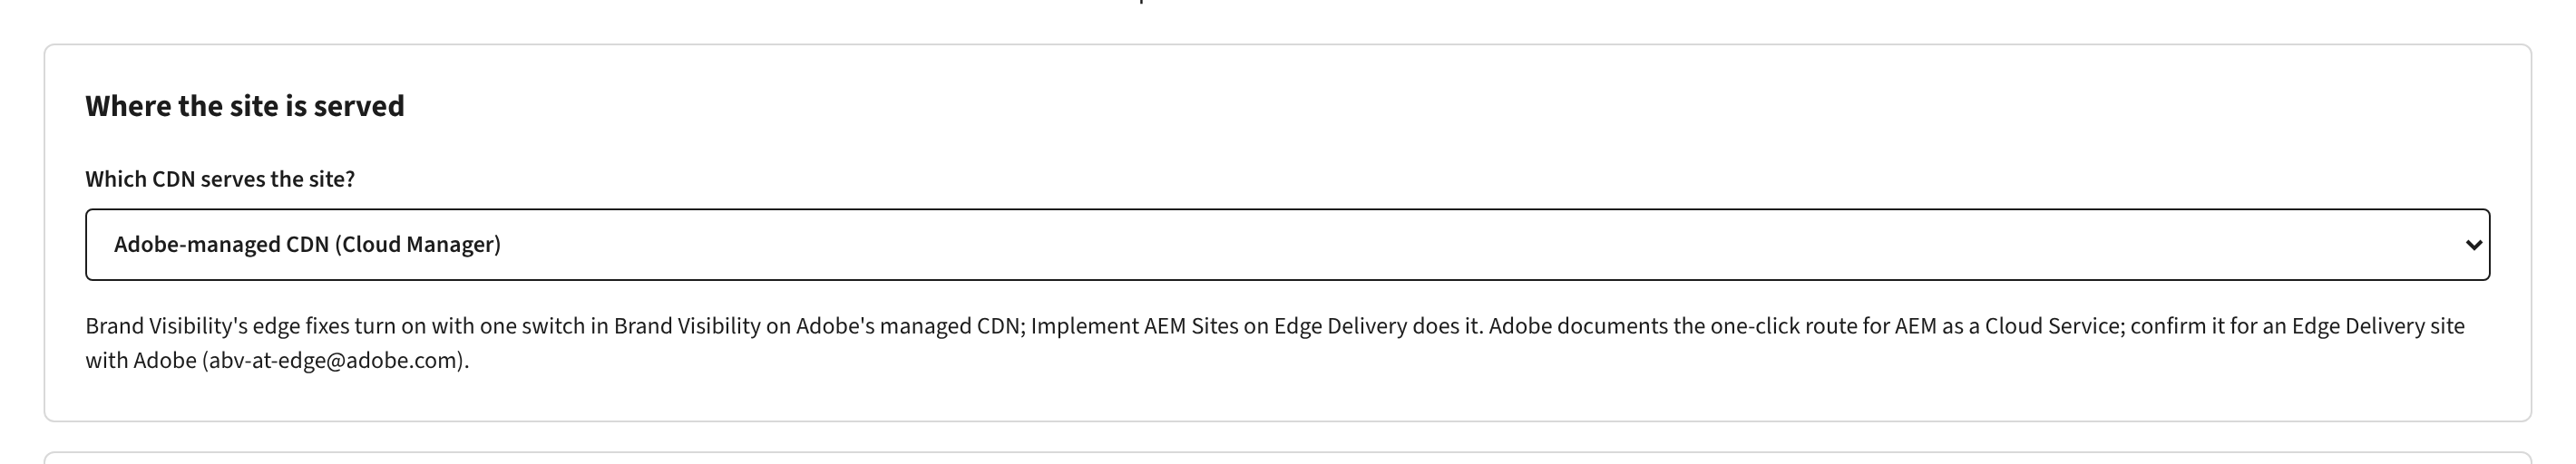 Where the site is served
Which CDN serves the site?
Adobe-managed CDN (Cloud Manager)
Brand Visibility's edge fixes turn on with one switch in Brand Visibility on Adobe's managed CDN; Implement AEM Sites on Edge Delivery does it. Adobe documents the one-click route for AEM as a Cloud Service; confirm it for an Edge Delivery site
with Adobe (abv-at-edge@adobe.com).